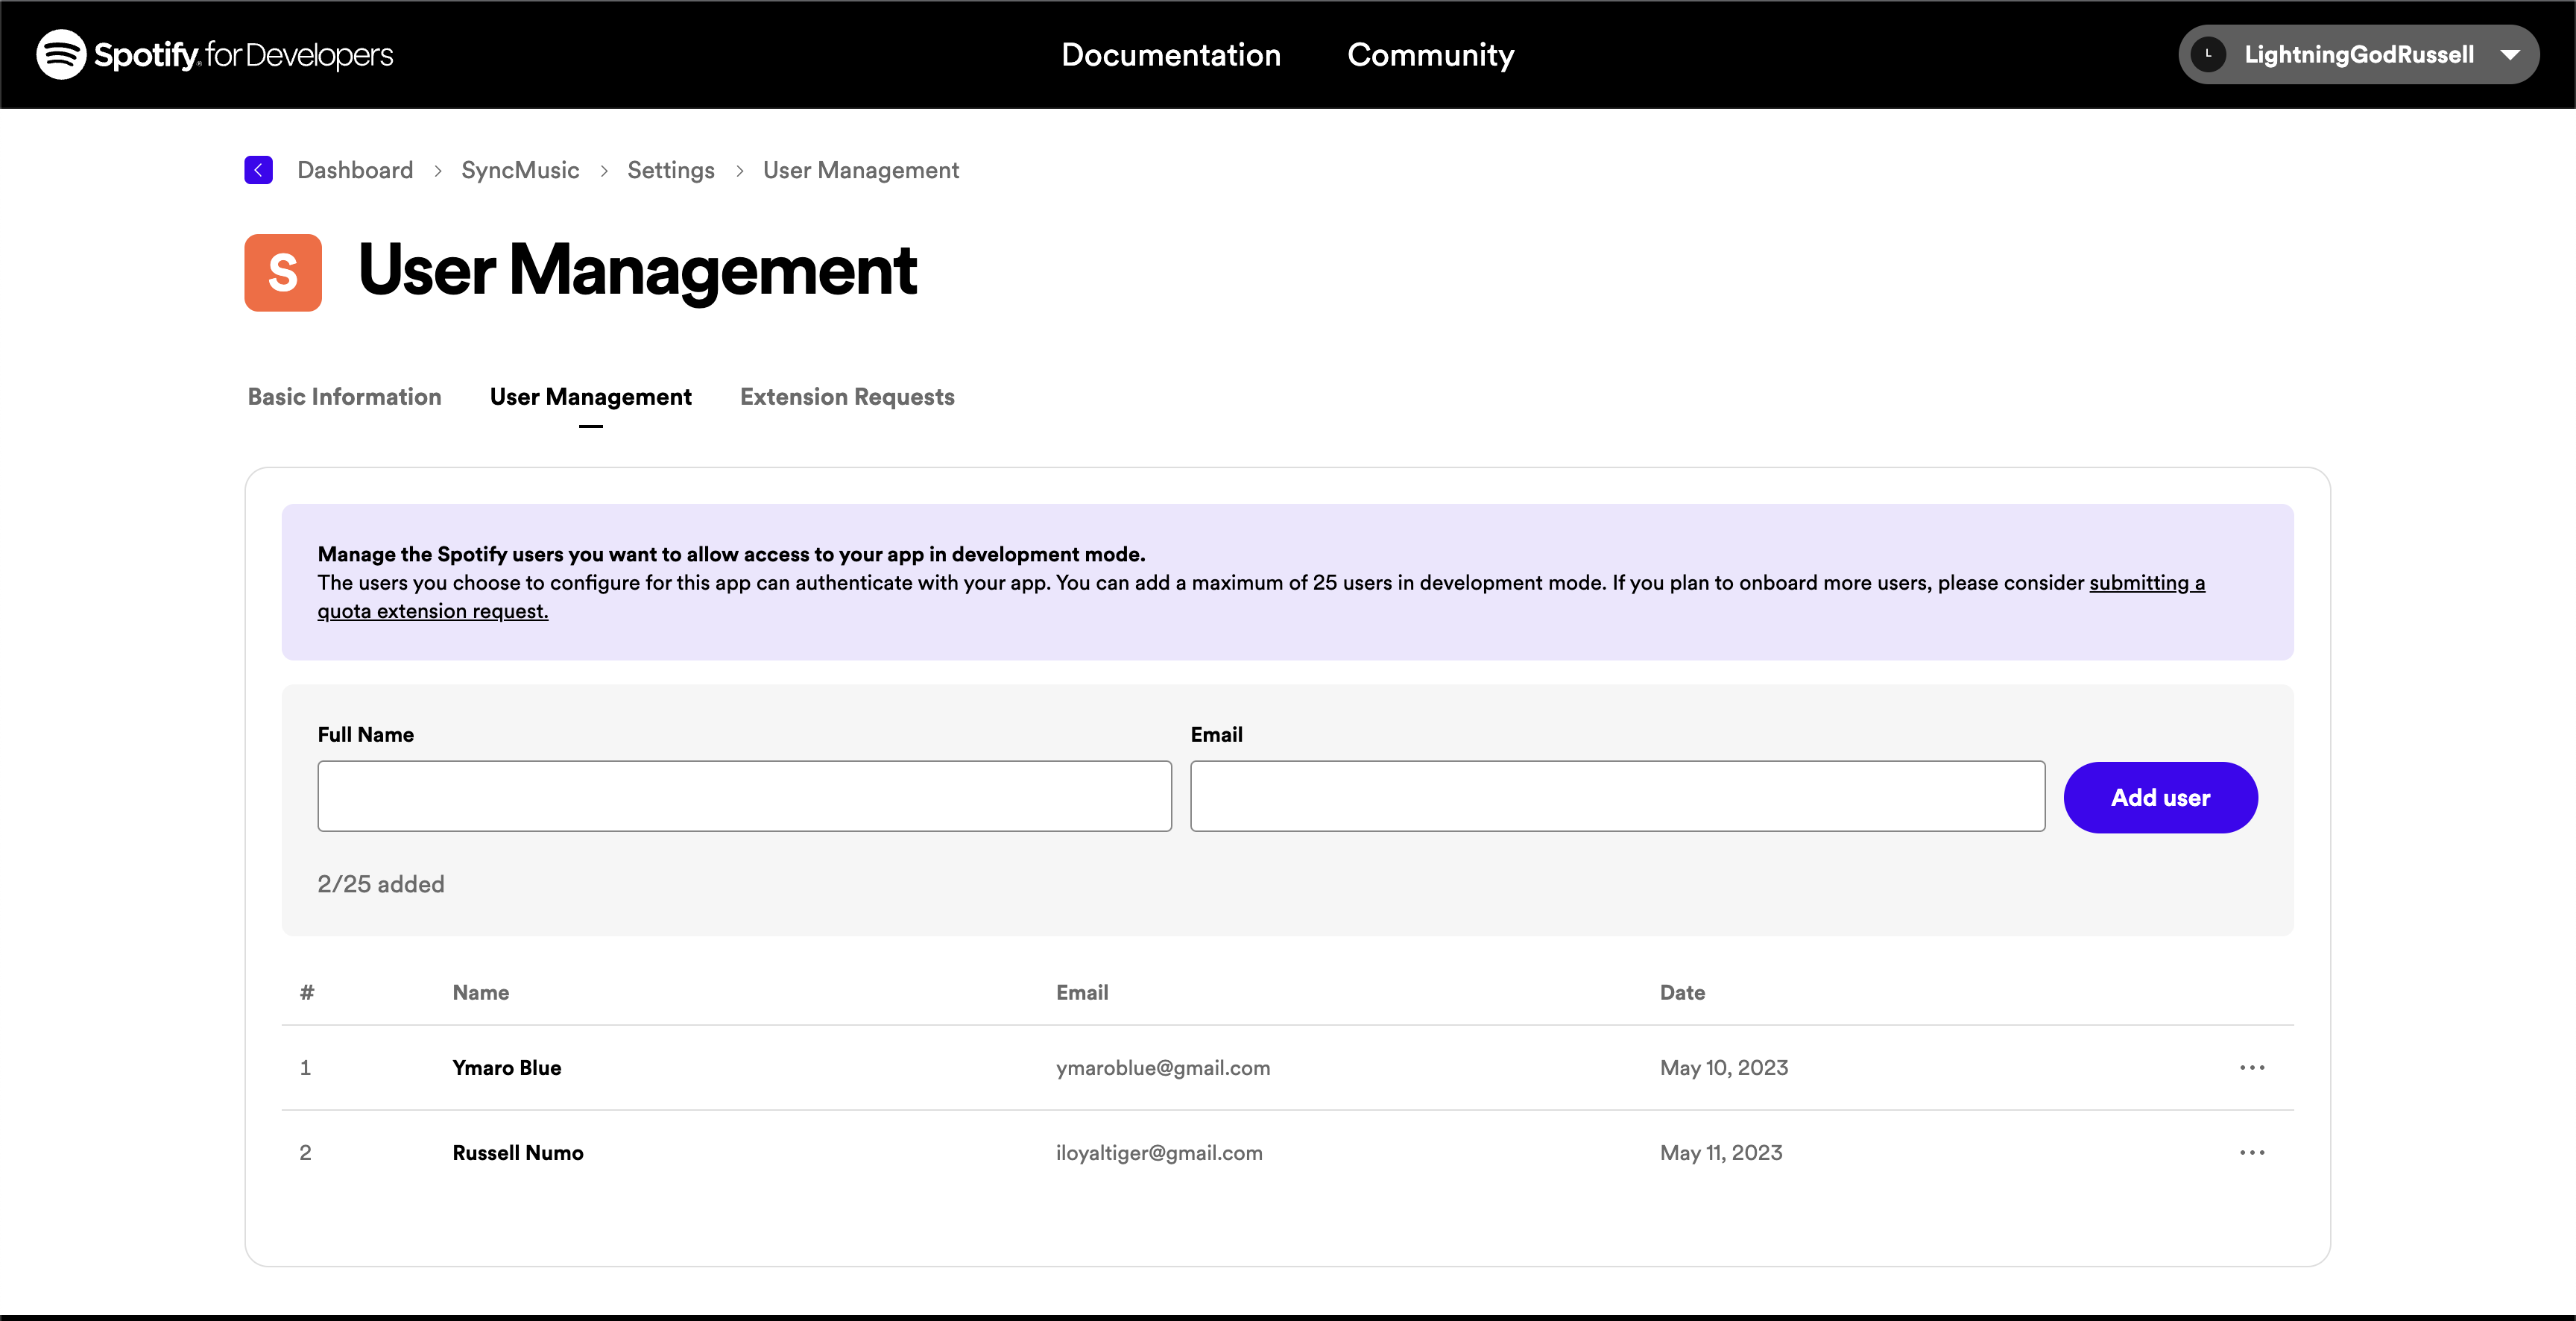 Spotify for Developers
Documentation
Community
L
LightningGodRussell
Dashboard > SyncMusic > Settings > User Management
S
User Management
Basic Information
User Management
Extension Requests
Manage the Spotify users you want to allow access to your app in development mode.
The users you choose to configure for this app can authenticate with your app. You can add a maximum of 25 users in development mode. If you plan to onboard more users, please consider submitting a
quota extension request.
Full Name
Email
Add user
2/25 added
# Name Email Date
1 Ymaro Blue ymaroblue@gmail.com May 10, 2023
2 Russell Numo iloyaltiger@gmail.com May 11, 2023